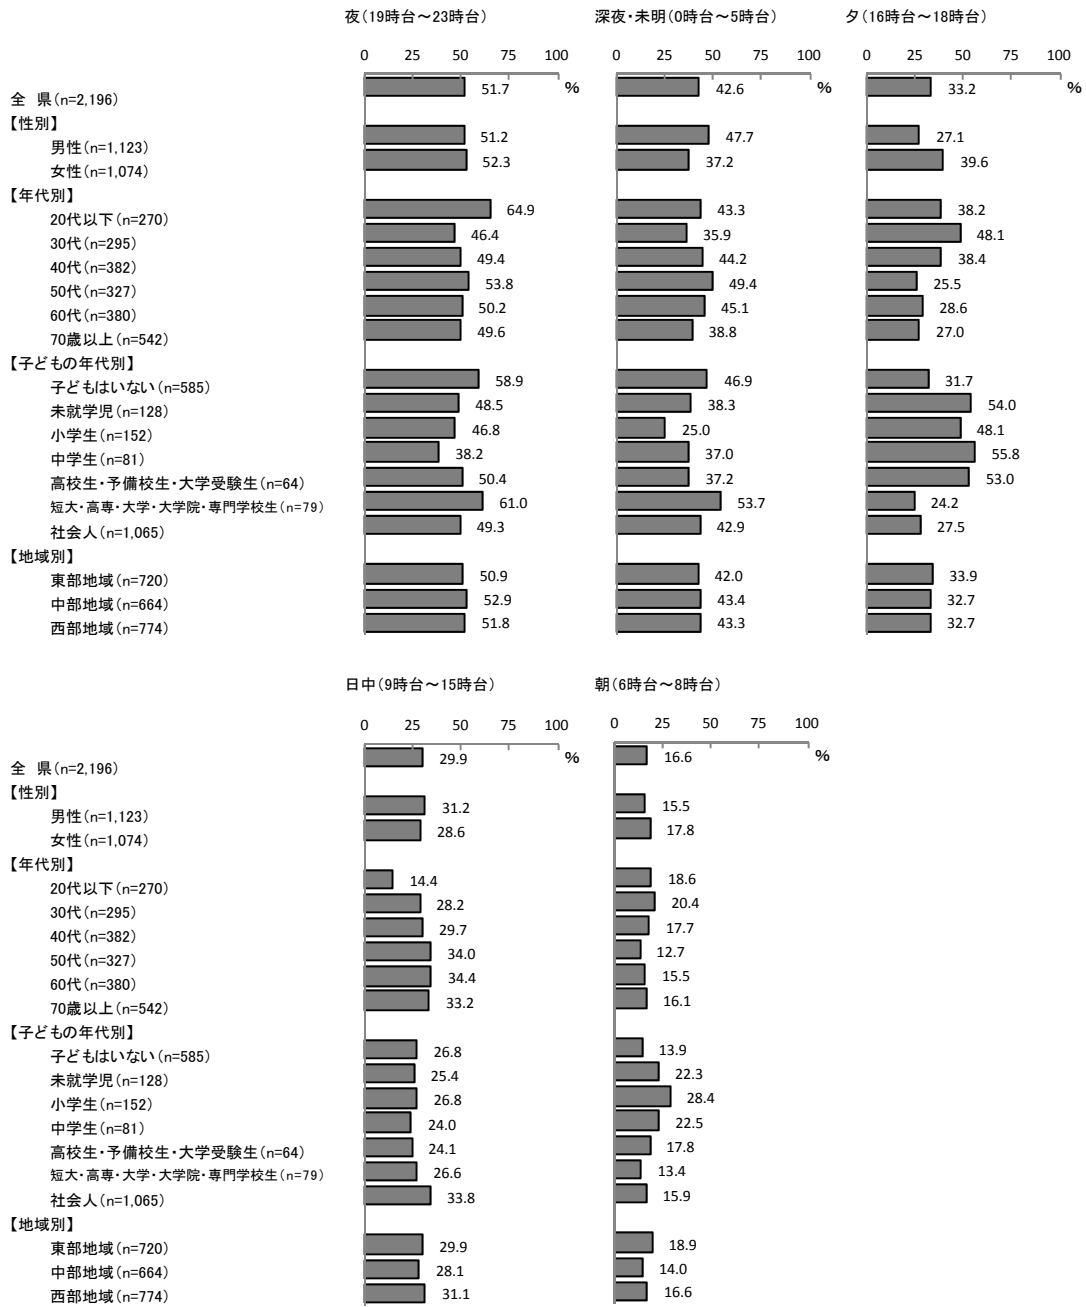 夜(19時台～23時台) 深夜・未明(0時台～5時台) 夕(16時台～18時台)
0 25 50 75 100 0 25 50 75 100 0 25 50 75 100
全 県(n=2,196) 51.7 % 42.6 % 33.2 %
【性別】
男性(n=1,123) 51.2 47.7 27.1
女性(n=1,074) 52.3 37.2 39.6
【年代別】
20代以下(n=270) 64.9 43.3 38.2
30代(n=295) 46.4 35.9 48.1
40代(n=382) 49.4 44.2 38.4
50代(n=327) 53.8 49.4 25.5
60代(n=380) 50.2 45.1 28.6
70歳以上(n=542) 49.6 38.8 27.0
【子どもの年代別】
子どもはいない(n=585) 58.9 46.9 31.7
未就学児(n=128) 48.5 38.3 54.0
小学生(n=152) 46.8 25.0 48.1
中学生(n=81) 38.2 37.0 55.8
高校生・予備校生・大学受験生(n=64) 50.4 37.2 53.0
短大・高専・大学・大学院・専門学校生(n=79) 61.0 53.7 24.2
社会人(n=1,065) 49.3 42.9 27.5
【地域別】
東部地域(n=720) 50.9 42.0 33.9
中部地域(n=664) 52.9 43.4 32.7
西部地域(n=774) 51.8 43.3 32.7
日中(9時台～15時台) 朝(6時台～8時台)
0 25 50 75 100 0 25 50 75 100
全 県(n=2,196) 29.9 % 16.6 %
【性別】
男性(n=1,123) 31.2 15.5
女性(n=1,074) 28.6 17.8
【年代別】
20代以下(n=270) 14.4 18.6
30代(n=295) 28.2 20.4
40代(n=382) 29.7 17.7
50代(n=327) 34.0 12.7
60代(n=380) 34.4 15.5
70歳以上(n=542) 33.2 16.1
【子どもの年代別】
子どもはいない(n=585) 26.8 13.9
未就学児(n=128) 25.4 22.3
小学生(n=152) 26.8 28.4
中学生(n=81) 24.0 22.5
高校生・予備校生・大学受験生(n=64) 24.1 17.8
短大・高専・大学・大学院・専門学校生(n=79) 26.6 13.4
社会人(n=1,065) 33.8 15.9
【地域別】
東部地域(n=720) 29.9 18.9
中部地域(n=664) 28.1 14.0
西部地域(n=774) 31.1 16.6